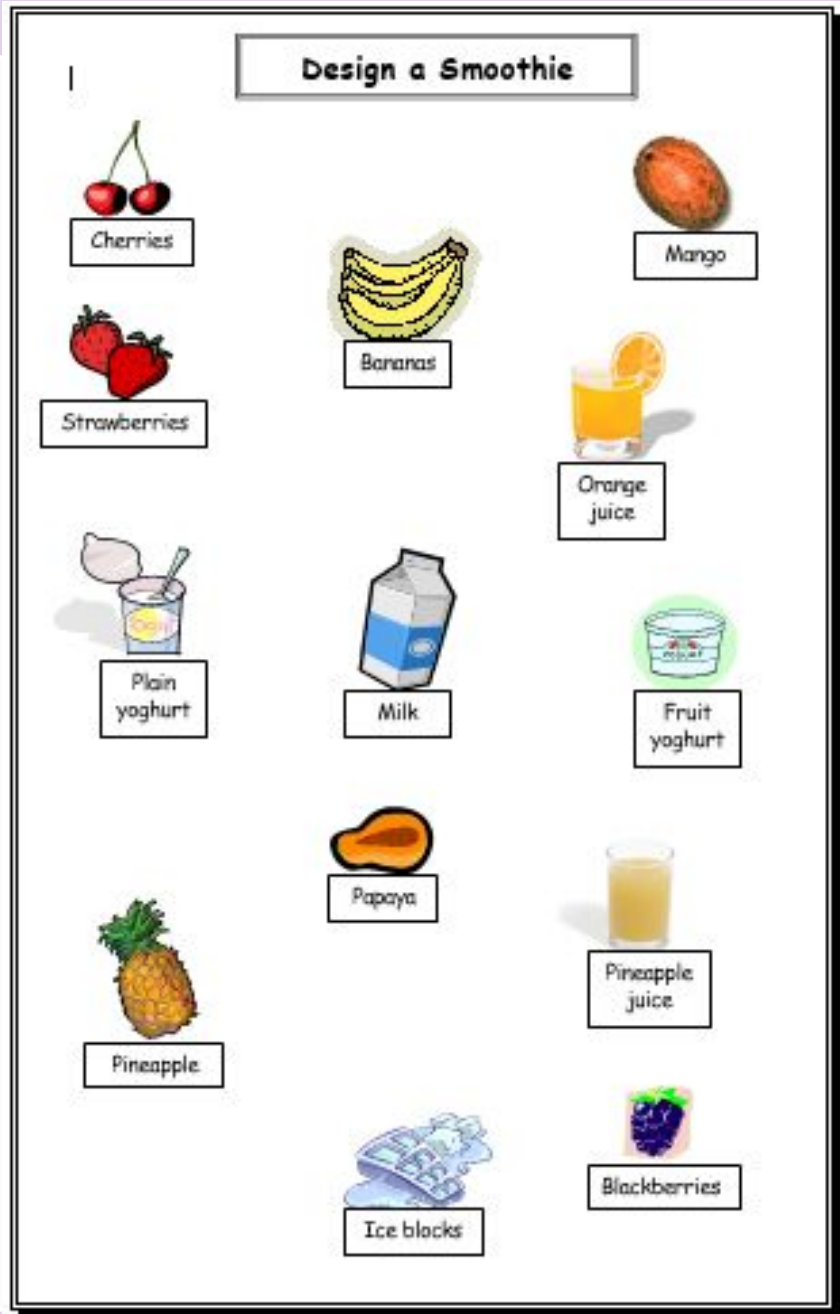 Design a Smoothie
Cherries
Mango
Bananas
Strawberries
Orange
juice
Plain
yoghurt
Milk
YOGURT
Fruit
yoghurt
Papaya
Pineapple
juice
Pineapple
Blackberries
Ice blocks